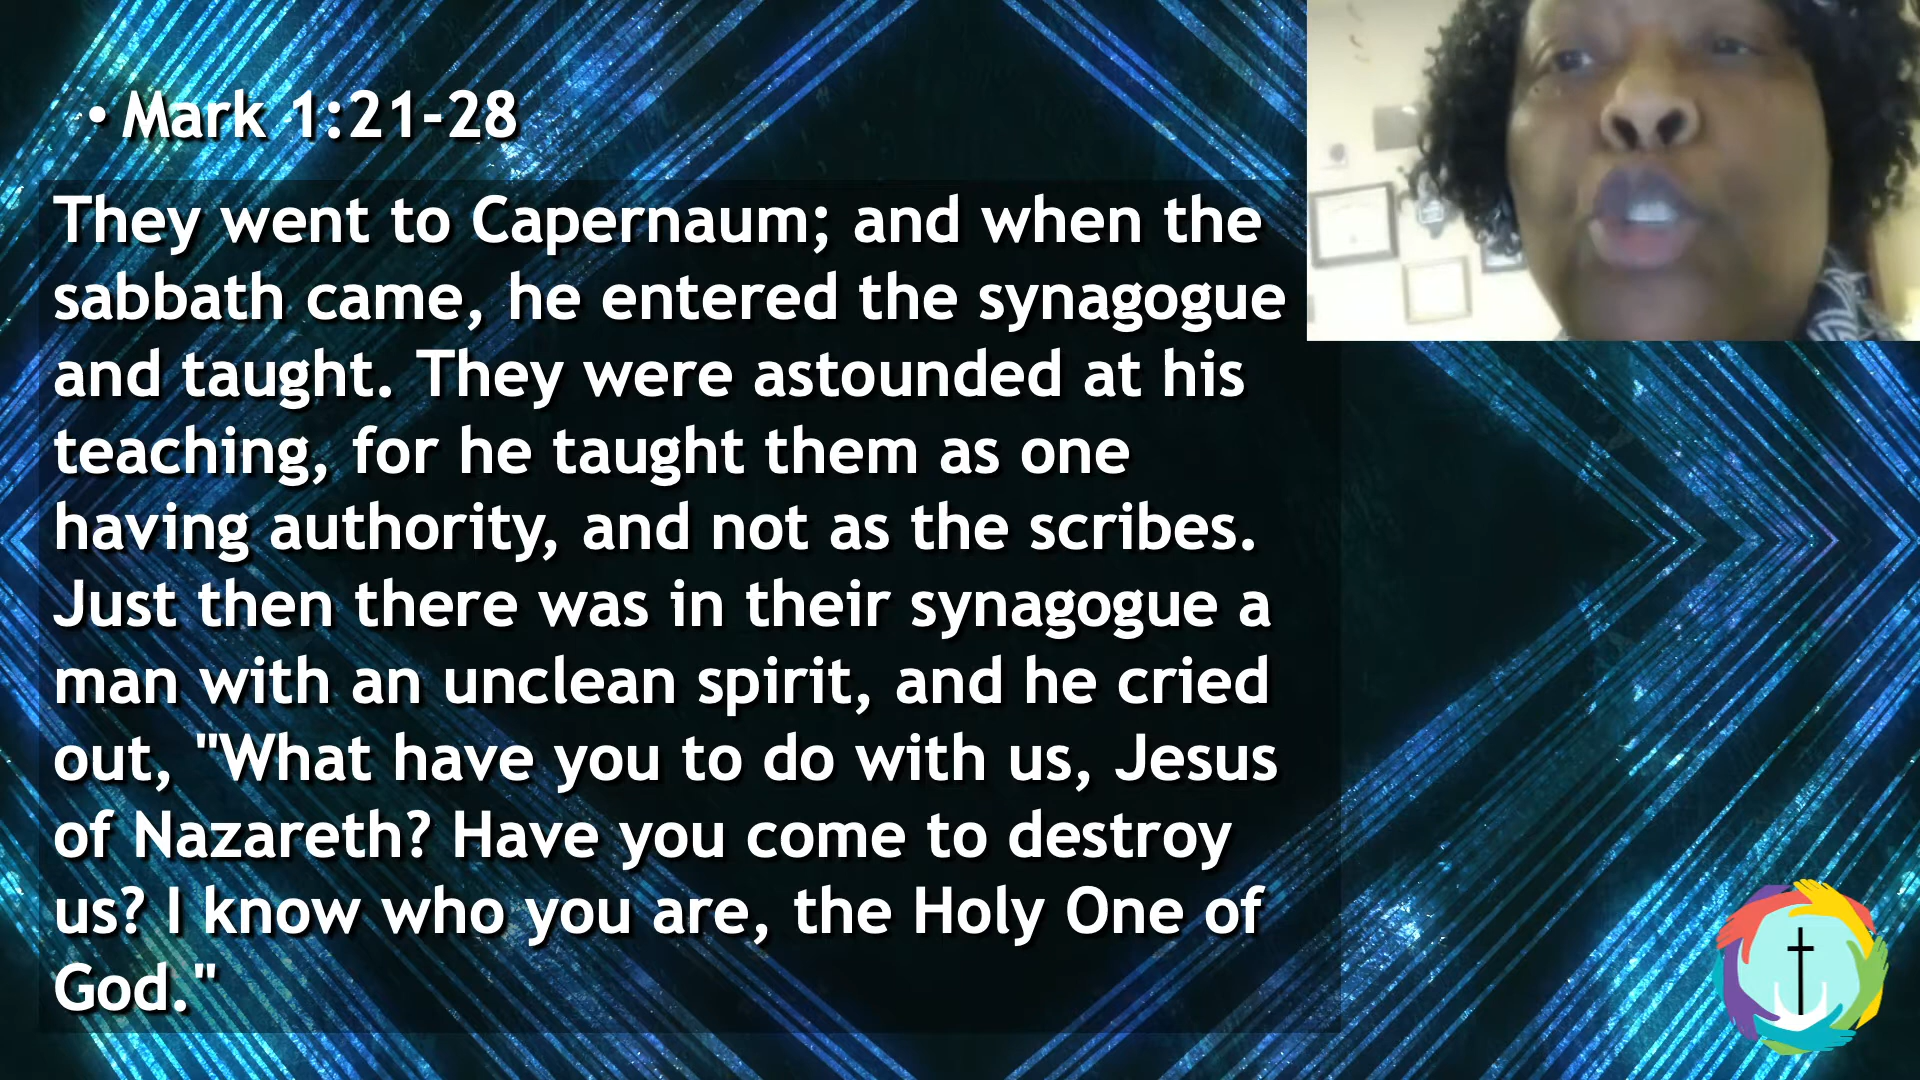 • Mark 1:21-28
They went to Capernaum; and when the
sabbath came, he entered the synagogue
and taught. They were astounded at his
teaching, for he taught them as one
having authority, and not as the scribes.
Just then there was in their synagogue a
man with an unclean spirit, and he cried
out, "What have you to do with us, Jesus
of Nazareth? Have you come to destroy
us? I know who you are, the Holy One of
God."